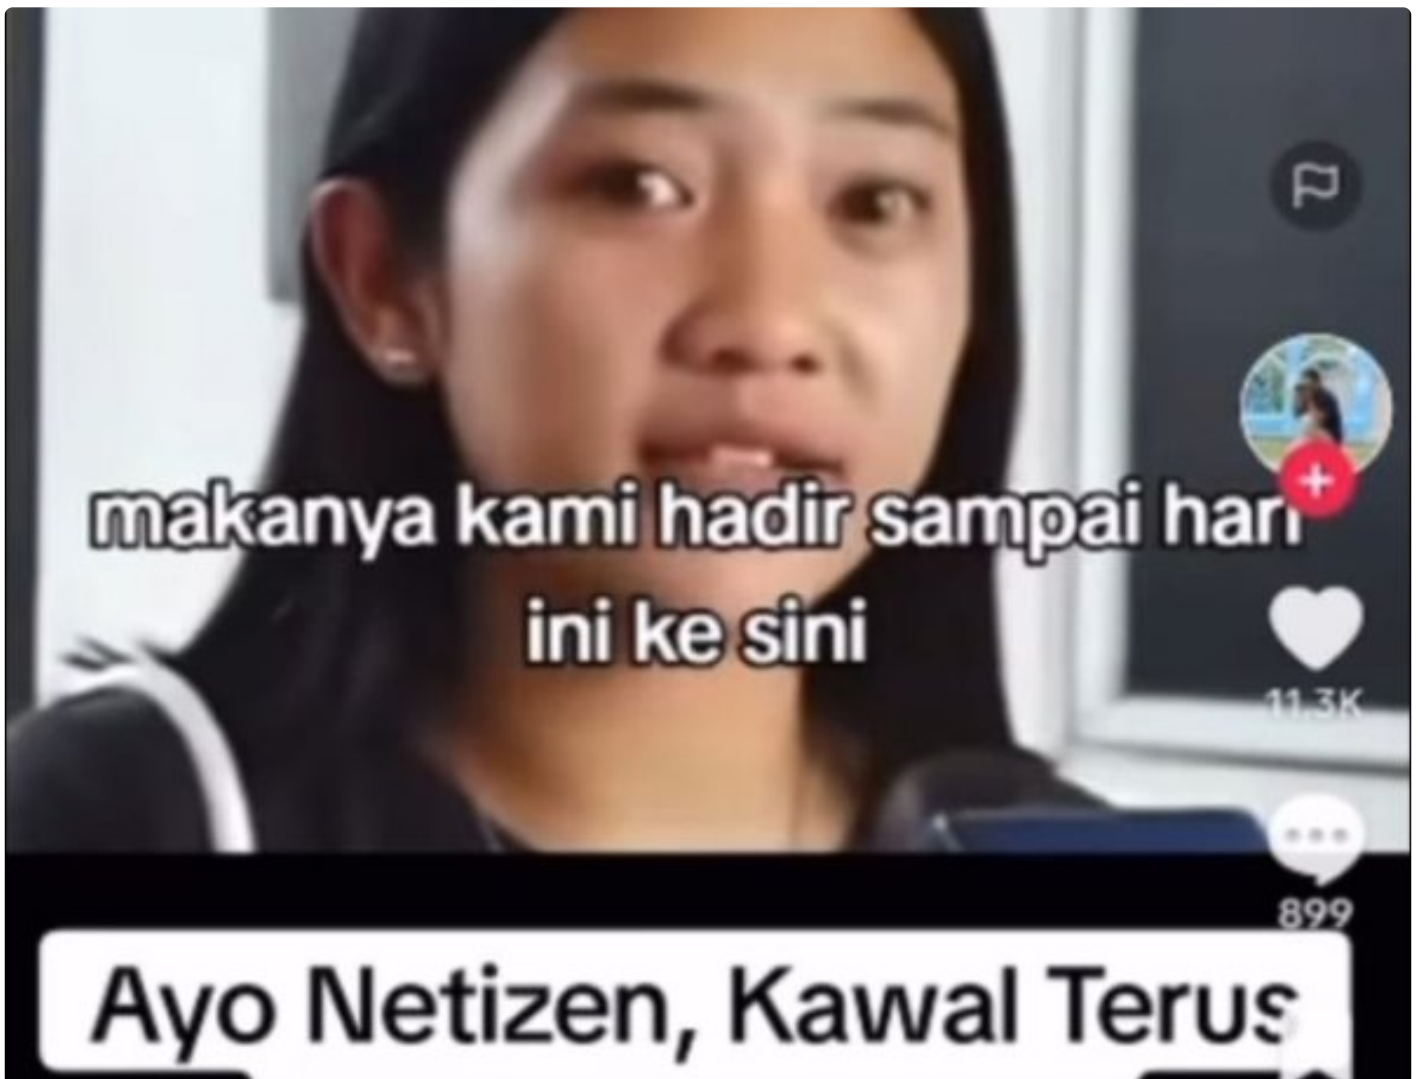 makanya kami hadir sampai hari
ini ke sini
11.3K
899
Ayo Netizen, Kawal Terus